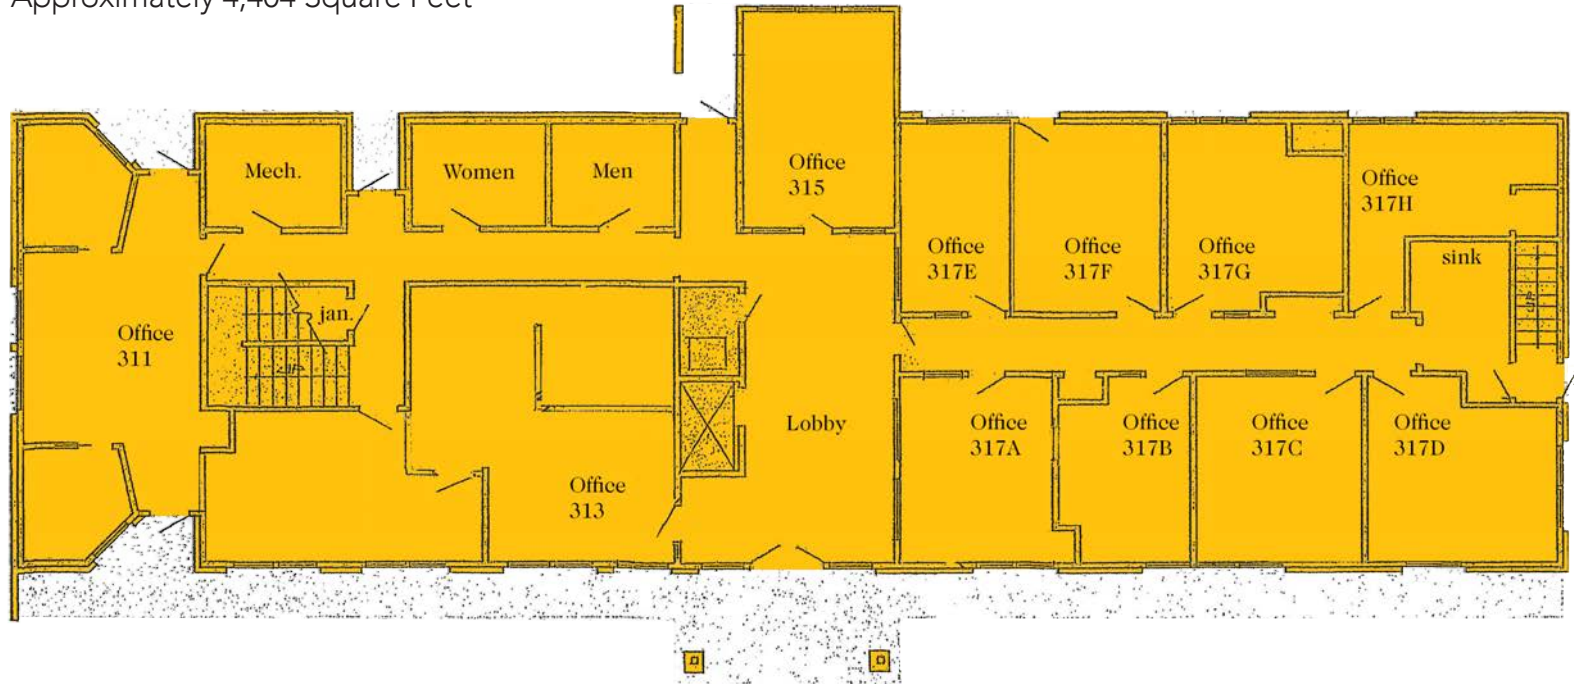 Approximately 4,404 Square Feet
Mech.
Women
Men
Office
315
Office
317H
Office
317E
Office
317F
Office
317G
sink
jan.
Office
311
Lobby
Office
317A
Office
317B
Office
317C
Office
317D
Office
313